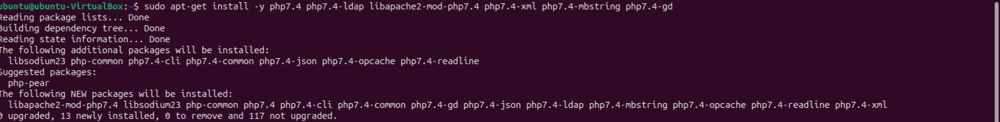 ubuntu@ubuntu-VirtualBox:~$ sudo apt-get install -y php7.4 php7.4-ldap libapache2-mod-php7.4 php7.4-xml php7.4-mbstring php7.4-gd
Reading package lists... Done
Building dependency tree... Done
Reading state information... Done
The following additional packages will be installed:
  libsodium23 php-common php7.4-cli php7.4-common php7.4-json php7.4-opcache php7.4-readline
Suggested packages:
  php-pear
The following NEW packages will be installed:
  libapache2-mod-php7.4 libsodium23 php-common php7.4 php7.4-cli php7.4-common php7.4-gd php7.4-json php7.4-ldap php7.4-mbstring php7.4-opcache php7.4-readline php7.4-xml
0 upgraded, 13 newly installed, 0 to remove and 117 not upgraded.